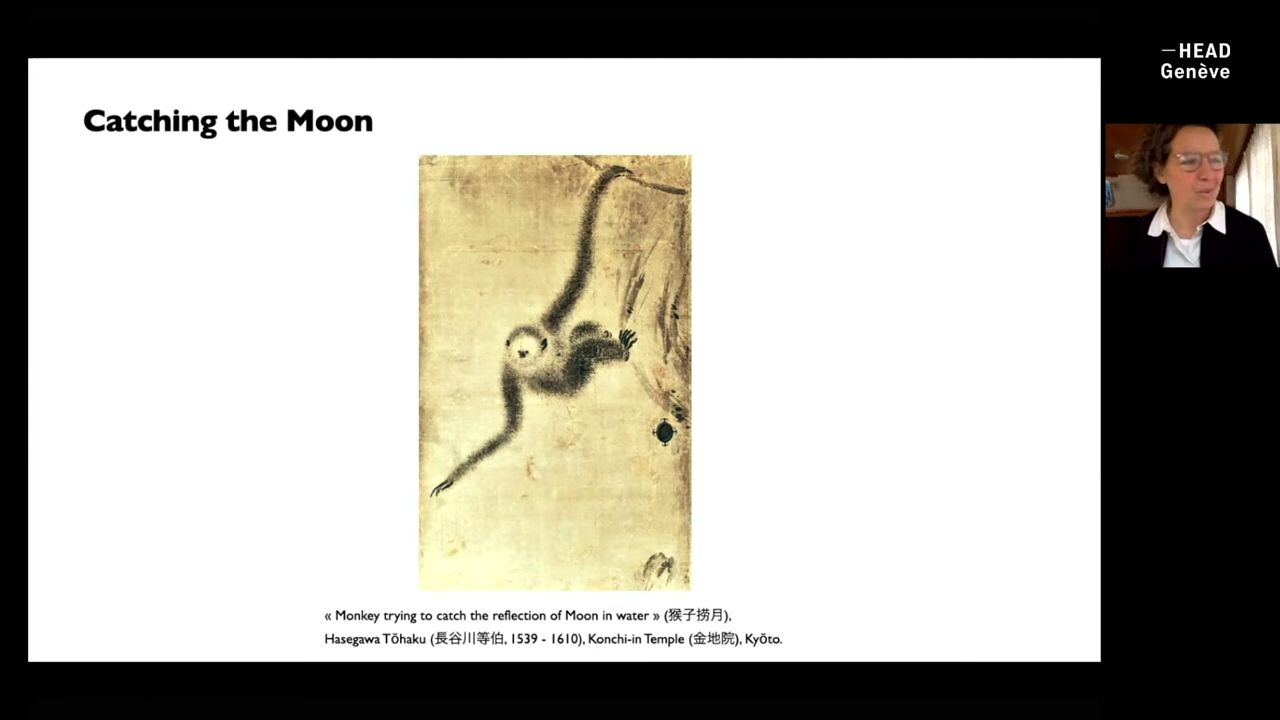 Catching the Moon
« Monkey trying to catch the reflection of Moon in water » (猴子捞月),
Hasegawa Tōhaku (長谷川等伯, 1539 - 1610), Konchi-in Temple (金地院), Kyōto.
—HEAD
Genève